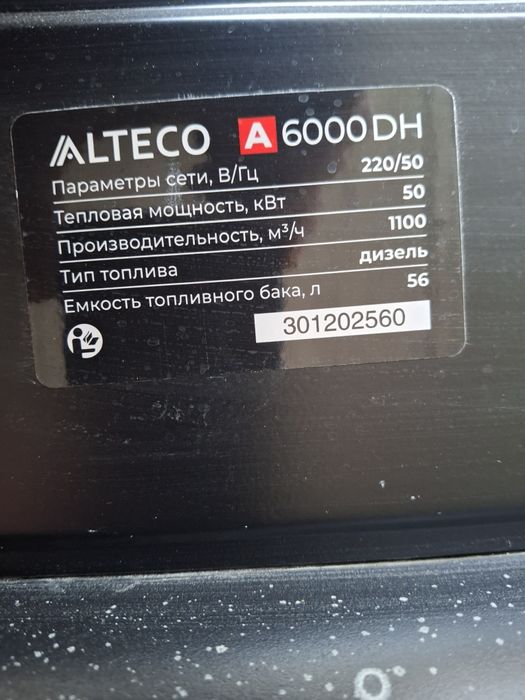 ALTECO A 6000 DH
Параметры сети, В/Гц 220/50
Тепловая мощность, кВт 50
Производительность, м³/ч 1100
Тип топлива дизель
Емкость топливного бака, л 56
301202560